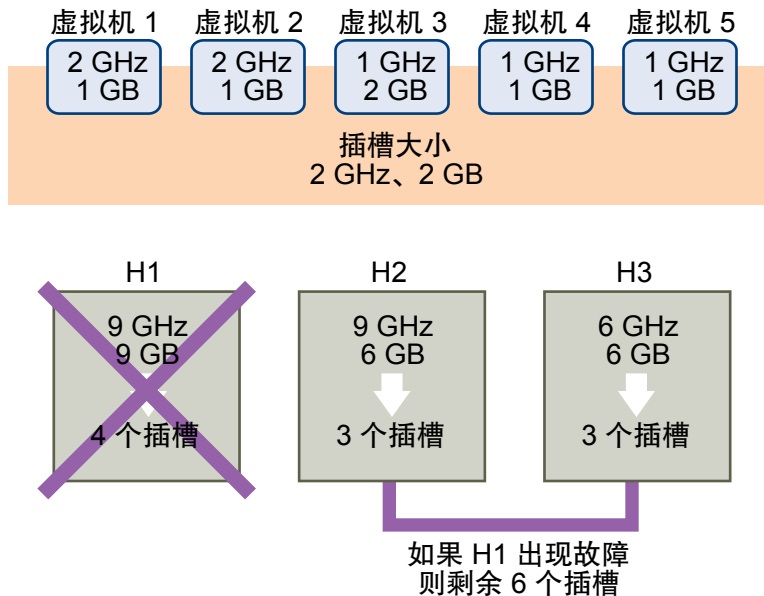 虚拟机 1 虚拟机 2 虚拟机 3 虚拟机 4 虚拟机 5
2 GHz 2 GHz 1 GHz 1 GHz 1 GHz
1 GB 1 GB 2 GB 1 GB 1 GB
插槽大小
2 GHz、2 GB
H1 H2 H3
9 GHz 9 GHz 6 GHz
9 GB 6 GB 6 GB
4 个插槽 3 个插槽 3 个插槽
如果 H1 出现故障
则剩余 6 个插槽